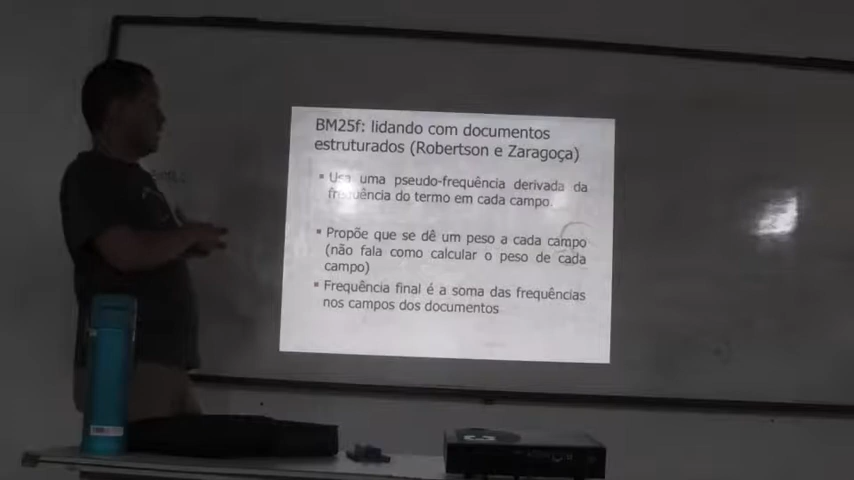 BM25f: lidando com documentos
estruturados (Robertson e Zaragoça)
▪ Usa uma pseudo-frequência derivada da
frequência do termo em cada campo.
▪ Propõe que se dê um peso a cada campo
(não fala como calcular o peso de cada
campo)
▪ Frequência final é a soma das frequências
nos campos dos documentos